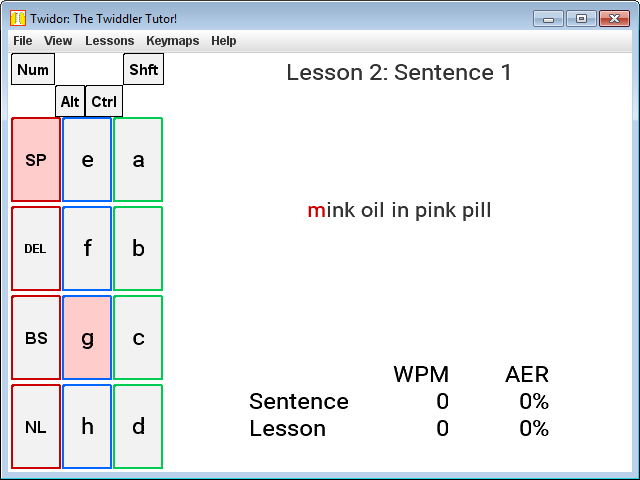 Twidor: The Twiddler Tutor!
File View Lessons Keymaps Help
Num Shft
Alt Ctrl
SP e a
DEL f b
BS g c
NL h d
Lesson 2: Sentence 1
mink oil in pink pill
WPM AER
Sentence 0 0%
Lesson 0 0%